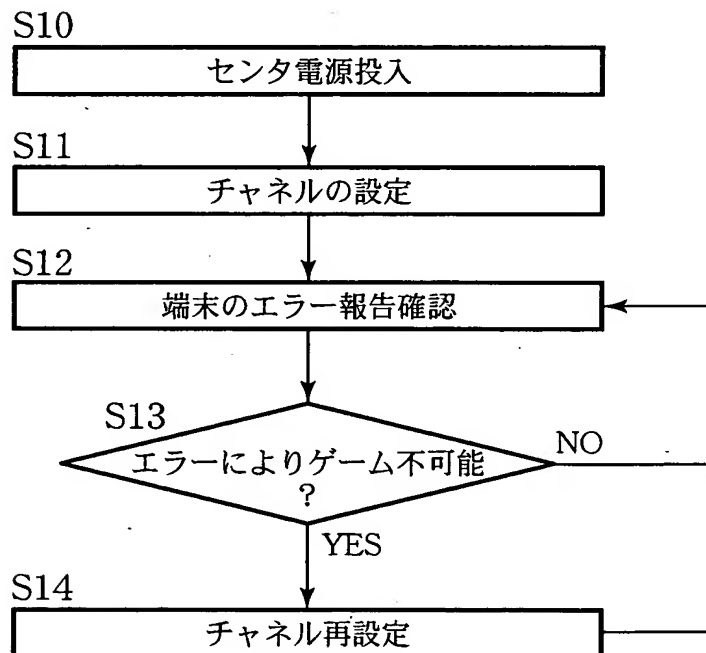 S10
センタ電源投入
S11
チャネルの設定
S12
端末のエラー報告確認
S13
エラーによりゲーム不可能
?
NO
YES
S14
チャネル再設定